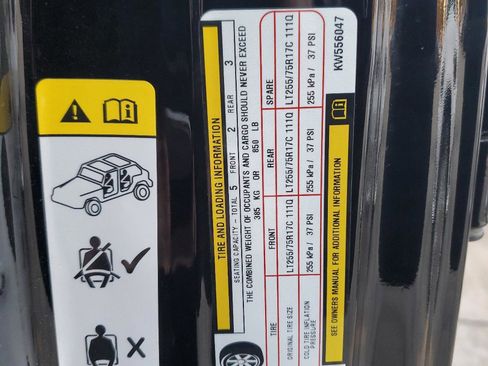 TIRE AND LOADING INFORMATION
SEATING CAPACITY - TOTAL 5 FRONT 2 REAR 3
THE COMBINED WEIGHT OF OCCUPANTS AND CARGO SHOULD NEVER EXCEED
385 KG OR 850 LB
TIRE FRONT REAR SPARE
ORIGINAL TIRE SIZE LT255/75R17C 111Q LT255/75R17C 111Q LT255/75R17C 111Q
COLD TIRE INFLATION PRESSURE 255 kPa / 37 PSI 255 kPa / 37 PSI 255 kPa / 37 PSI
SEE OWNERS MANUAL FOR ADDITIONAL INFORMATION
KW556047